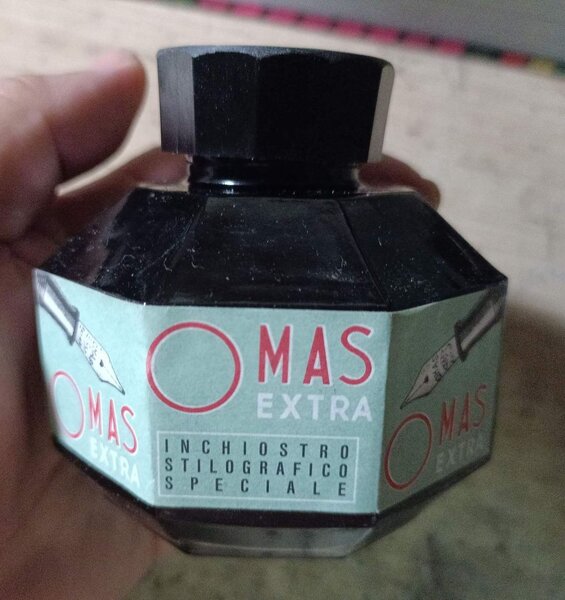 OMAS
EXTRA
OMAS
EXTRA
INCHIOSTRO
STILOGRAFICO
SPECIALE
OMAS
EXTRA